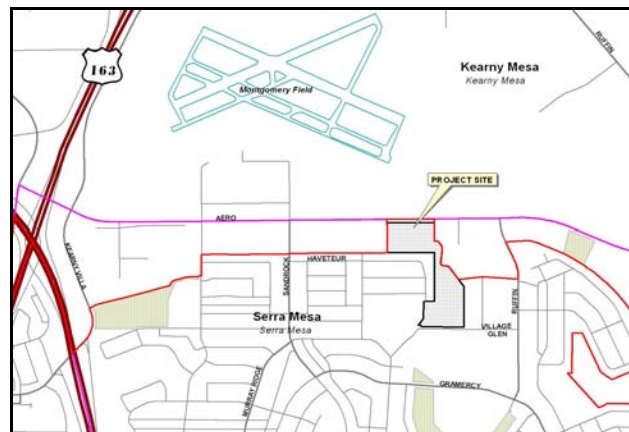 163
RUFFIN
Kearny Mesa
Kearny Mesa
Montgomery Field
PROJECT SITE
AERO
KEARNY VILLA
SANDROCK
HAVETEUR
RUFFIN
Serra Mesa
Serra Mesa
VILLAGE
GLEN
MURRAY RIDGE
GRAMERCY